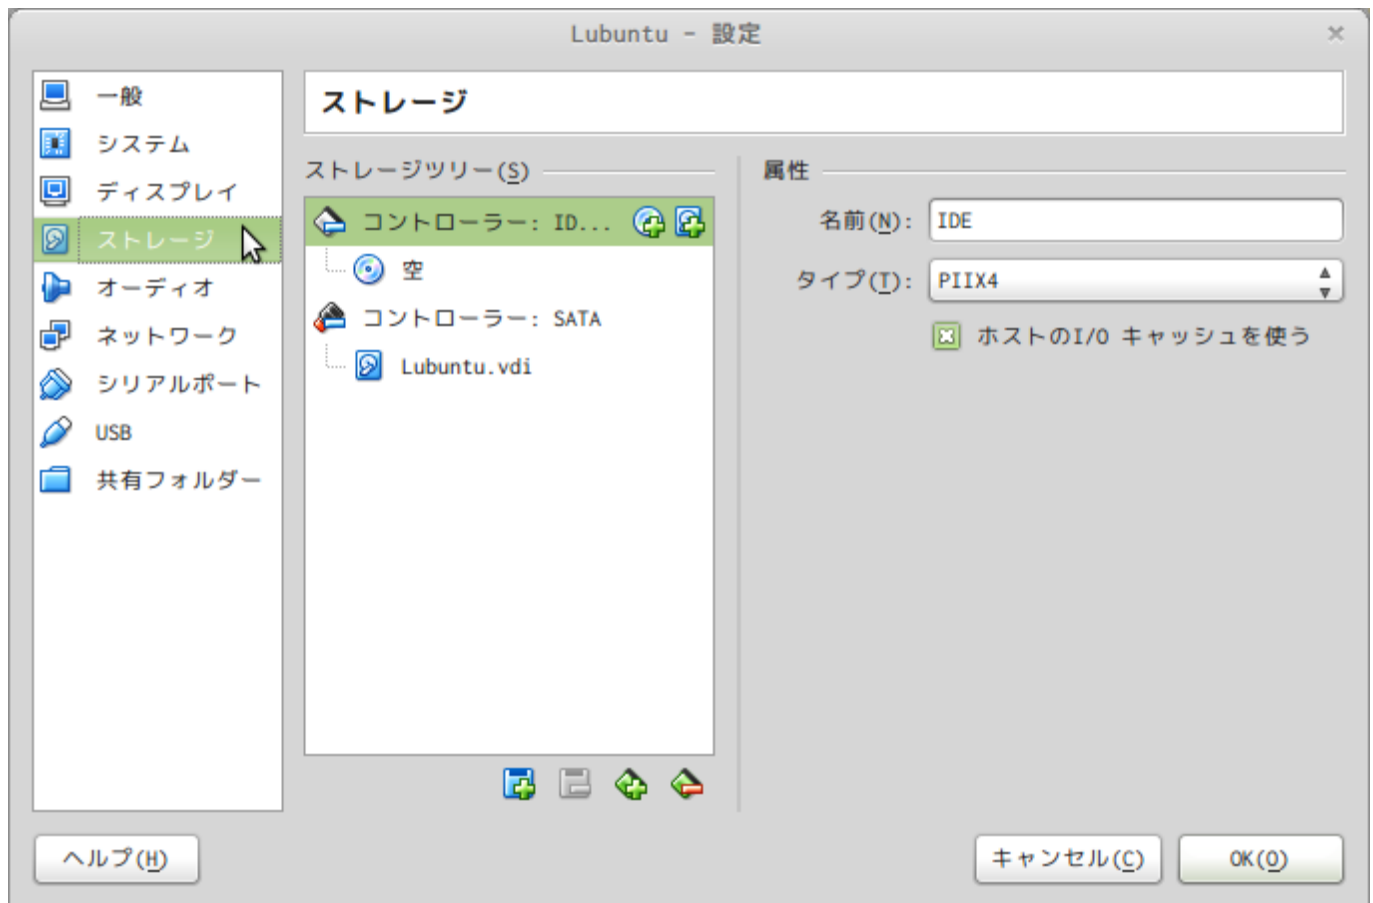 Lubuntu - 設定
一般
システム
ディスプレイ
ストレージ
オーディオ
ネットワーク
シリアルポート
USB
共有フォルダー
ストレージ
ストレージツリー(S)
コントローラー: ID...
空
コントローラー: SATA
Lubuntu.vdi
属性
名前(N): IDE
タイプ(T): PIIX4
ホストのI/O キャッシュを使う
ヘルプ(H)
キャンセル(C)
OK(O)